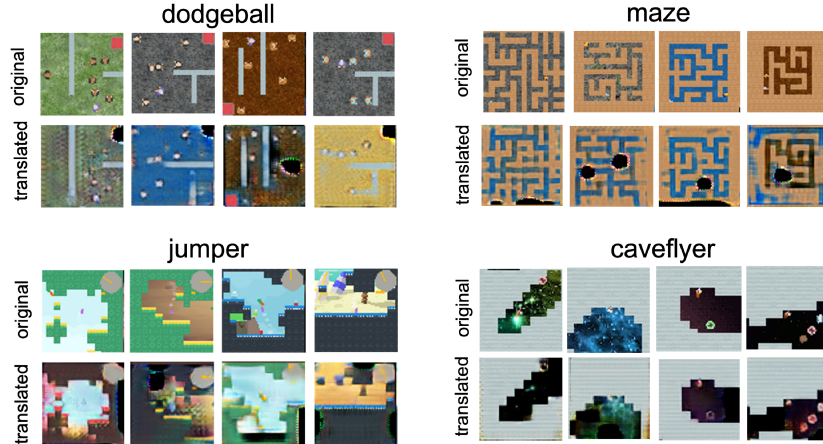 dodgeball
original
translated
maze
original
translated
jumper
original
translated
caveflyer
original
translated